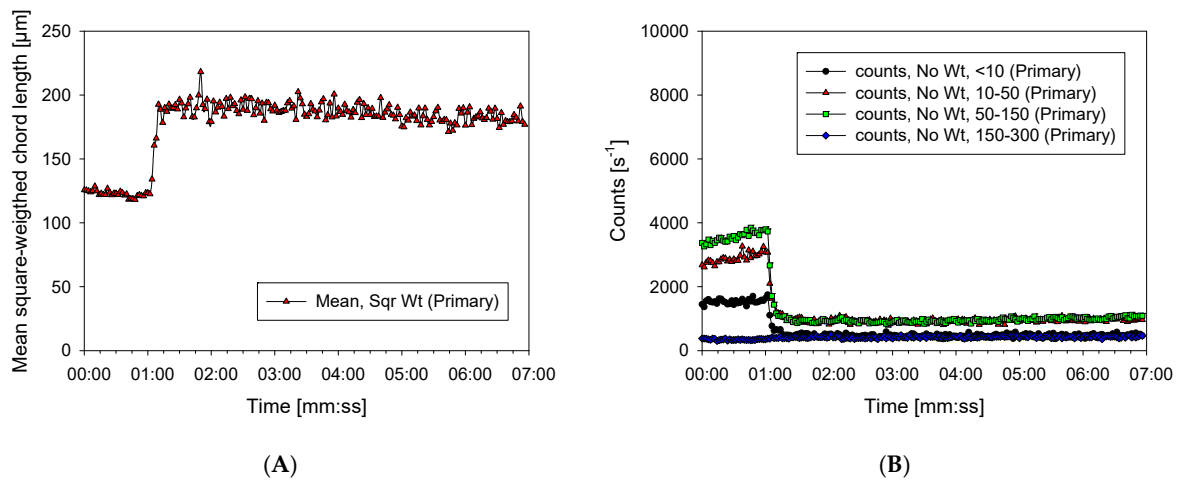 Mean square-weigthed chord length [µm]
250
200
150
100
50
0
Mean, Sqr Wt (Primary)
00:00 01:00 02:00 03:00 04:00 05:00 06:00 07:00
Time [mm:ss]
(A)
Counts [s⁻¹]
10000
8000
6000
4000
2000
0
counts, No Wt, <10 (Primary)
counts, No Wt, 10-50 (Primary)
counts, No Wt, 50-150 (Primary)
counts, No Wt, 150-300 (Primary)
00:00 01:00 02:00 03:00 04:00 05:00 06:00 07:00
Time [mm:ss]
(B)